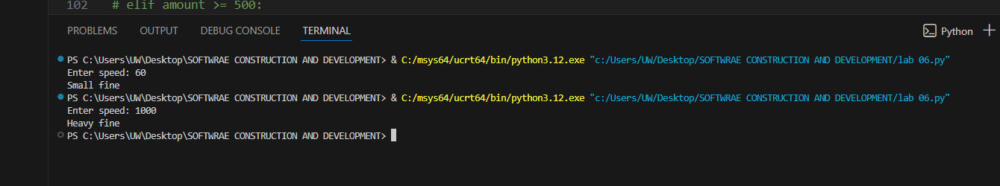 102 # elif amount >= 500:
PROBLEMS OUTPUT DEBUG CONSOLE TERMINAL Python
PS C:\Users\UW\Desktop\SOFTWRAE CONSTRUCTION AND DEVELOPMENT> & C:/msys64/ucrt64/bin/python3.12.exe "c:/Users/UW/Desktop/SOFTWRAE CONSTRUCTION AND DEVELOPMENT/lab 06.py"
Enter speed: 60
Small fine
PS C:\Users\UW\Desktop\SOFTWRAE CONSTRUCTION AND DEVELOPMENT> & C:/msys64/ucrt64/bin/python3.12.exe "c:/Users/UW/Desktop/SOFTWRAE CONSTRUCTION AND DEVELOPMENT/lab 06.py"
Enter speed: 1000
Heavy fine
PS C:\Users\UW\Desktop\SOFTWRAE CONSTRUCTION AND DEVELOPMENT>